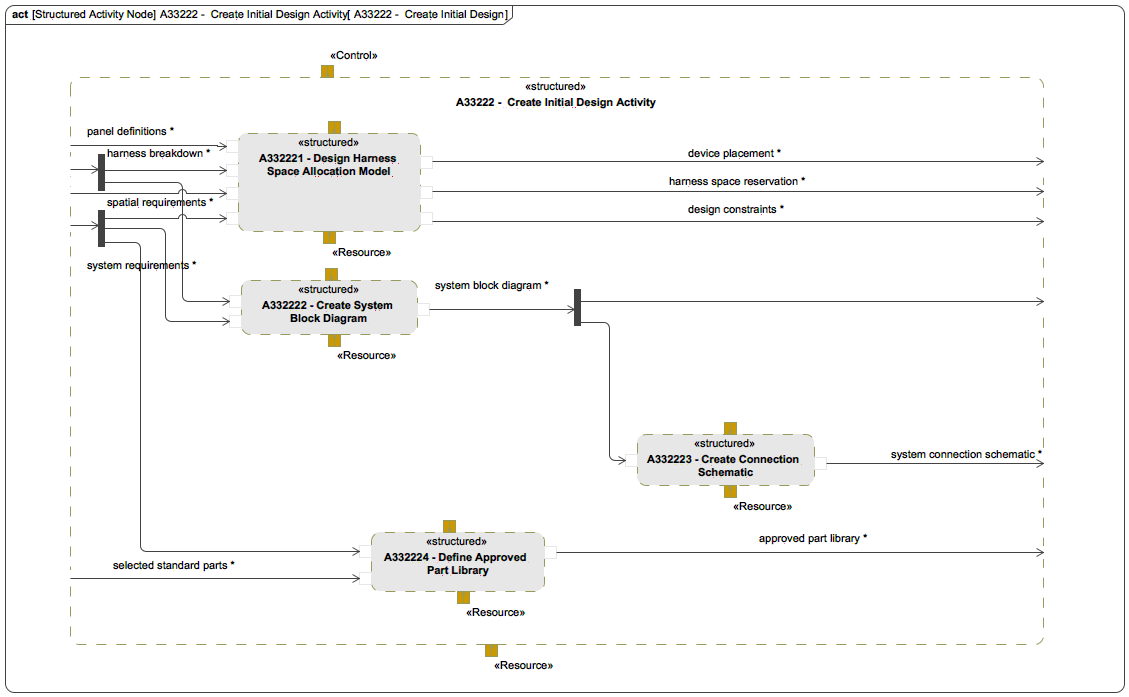 act [Structured Activity Node] A33222 - Create Initial Design Activity[ A33222 - Create Initial Design]
«Control»
«structured»
A33222 - Create Initial Design Activity
panel definitions *
harness breakdown *
spatial requirements *
system requirements *
«structured»
A332221 - Design Harness
Space Allocation Model
«Resource»
device placement *
harness space reservation *
design constraints *
«structured»
A332222 - Create System
Block Diagram
«Resource»
system block diagram *
«structured»
A332223 - Create Connection
Schematic
«Resource»
system connection schematic *
«structured»
A332224 - Define Approved
Part Library
«Resource»
selected standard parts *
approved part library *
«Resource»